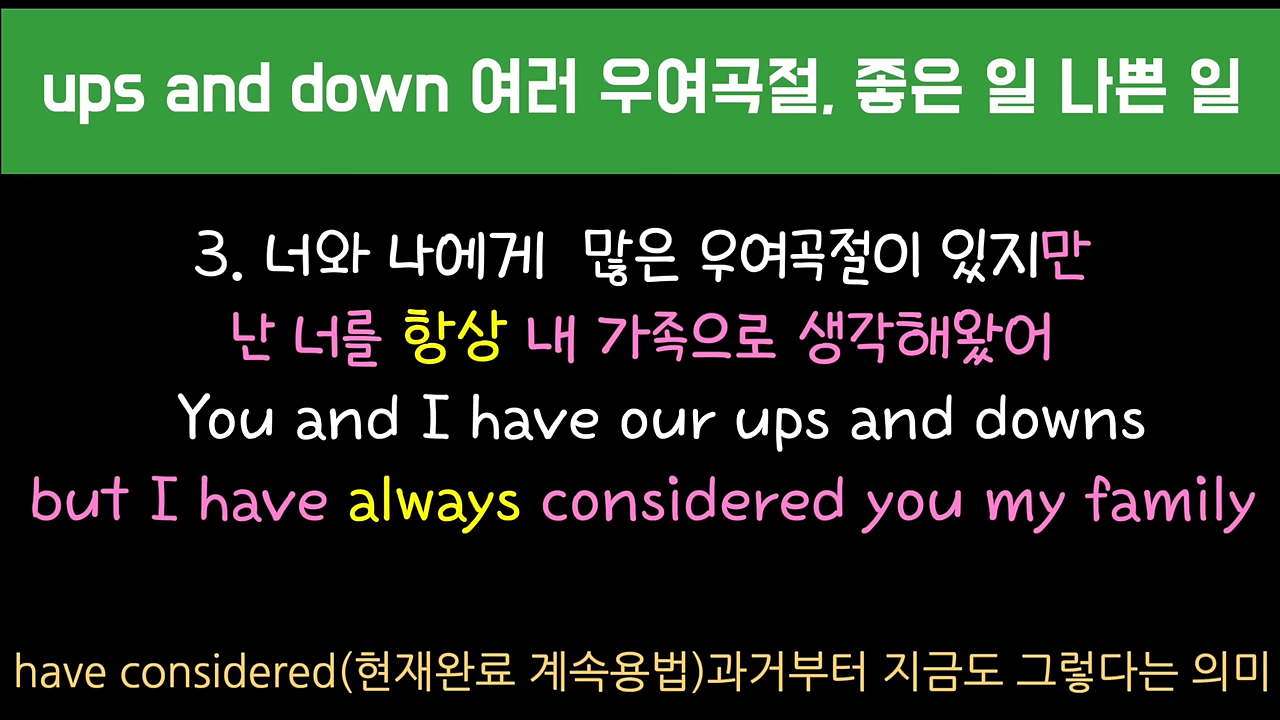 ups and down 여러 우여곡절, 좋은 일 나쁜 일
3. 너와 나에게 많은 우여곡절이 있지만
난 너를 항상 내 가족으로 생각해왔어
You and I have our ups and downs
but I have always considered you my family
have considered(현재완료 계속용법)과거부터 지금도 그렇다는 의미